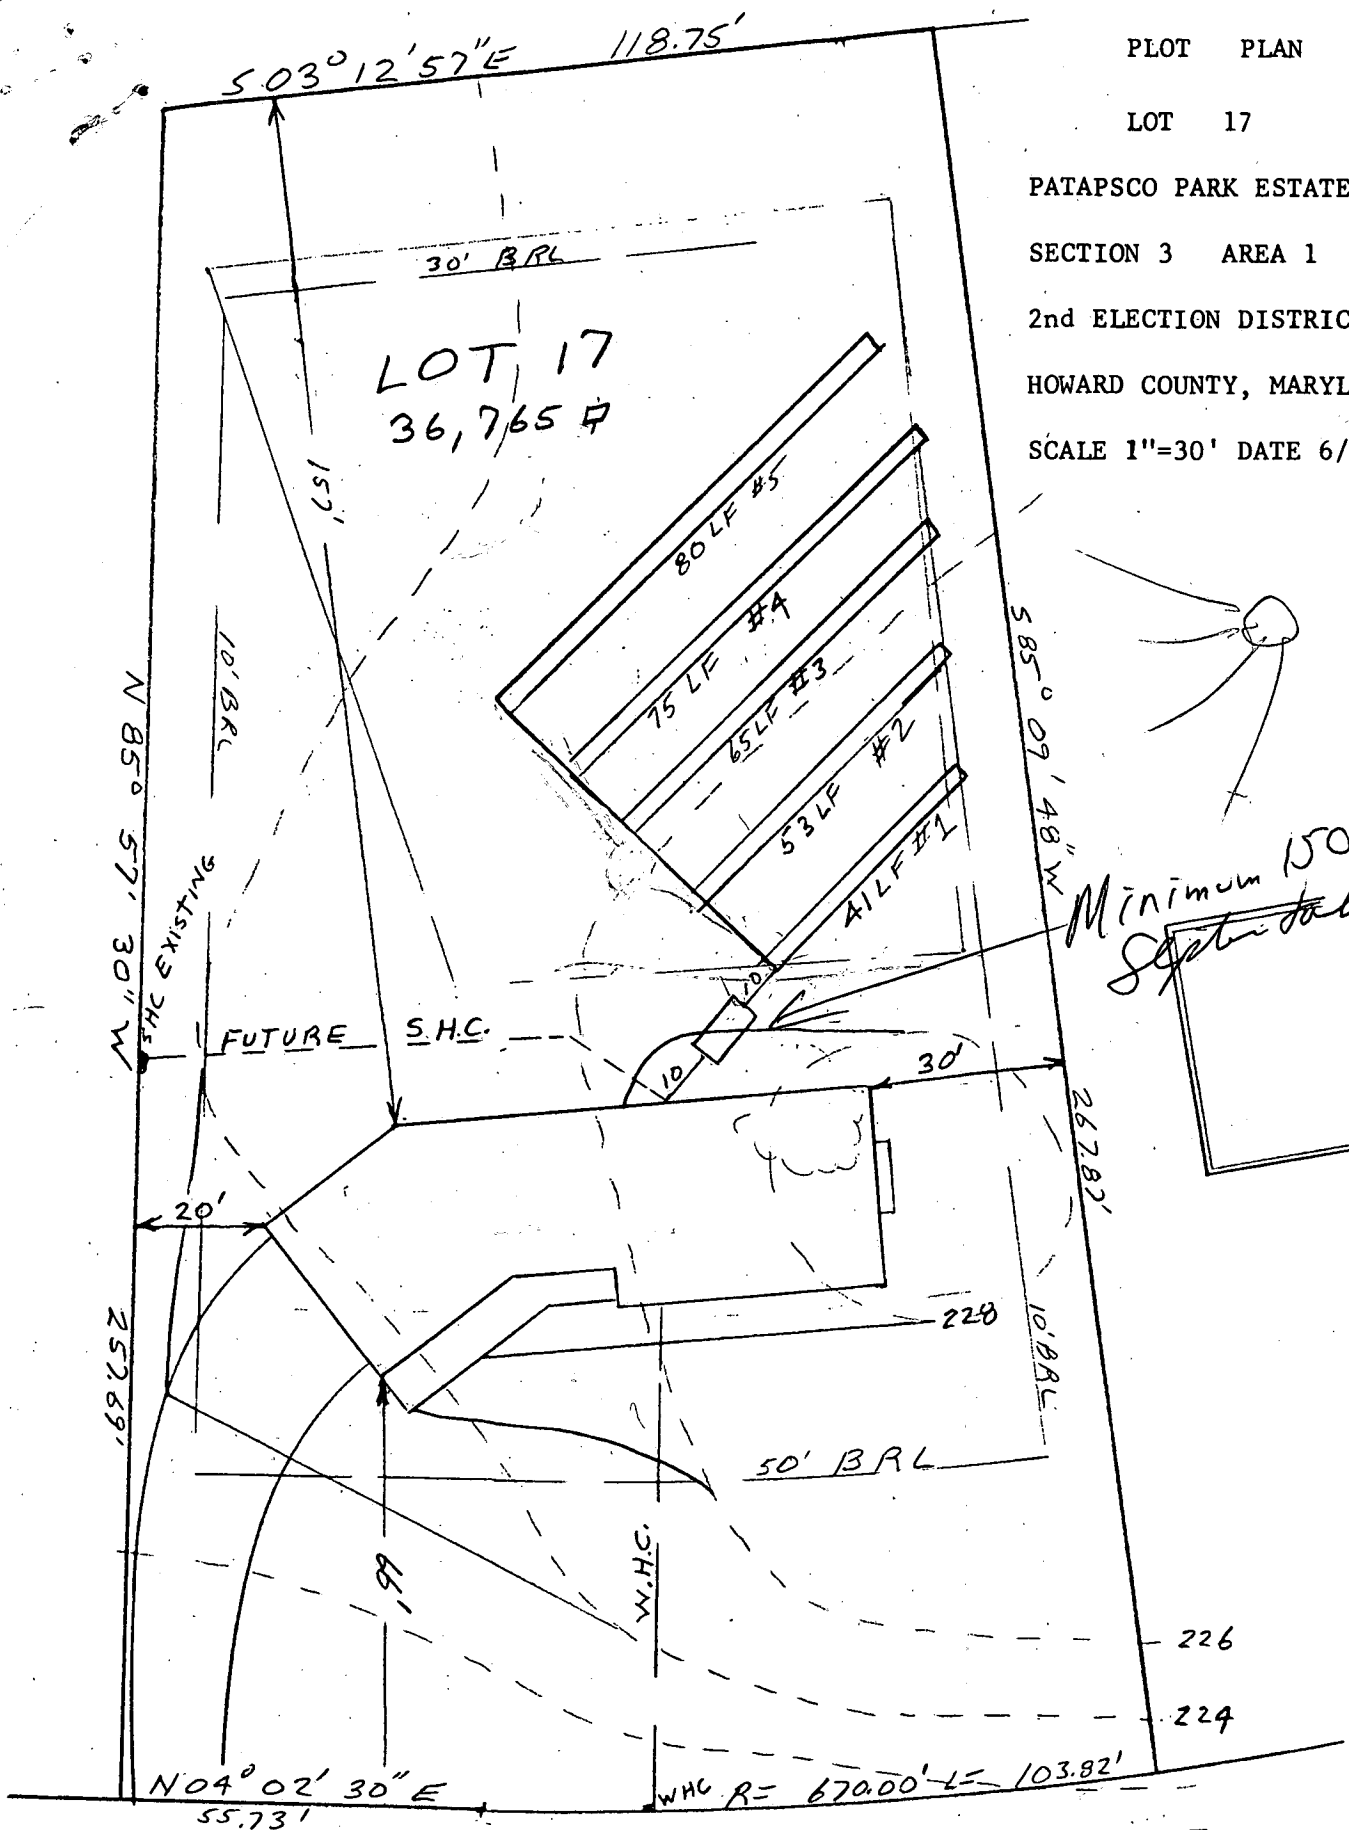 PLOT PLAN
LOT 17
PATAPSCO PARK ESTATE
SECTION 3 AREA 1
2nd ELECTION DISTRIC
HOWARD COUNTY, MARYL
SCALE 1"=30' DATE 6/
S.03° 12' 57" E 118.75'
30' BRL
LOT 17
36,765 ⏍
157'
80 LF #5
75 LF #4
65 LF #3
53 LF #2
41 LF #1
10' BRL
N 85° 57' 30" W
257.69'
S 85° 09' 48" W
267.87'
SHC EXISTING
FUTURE S.H.C.
10
10
Minimum 150
30'
20'
228
10' BRL
50' BRL
66'
W.H.C.
226
224
N 04° 02' 30" E
55.73'
WHC R= 670.00' L= 103.82'